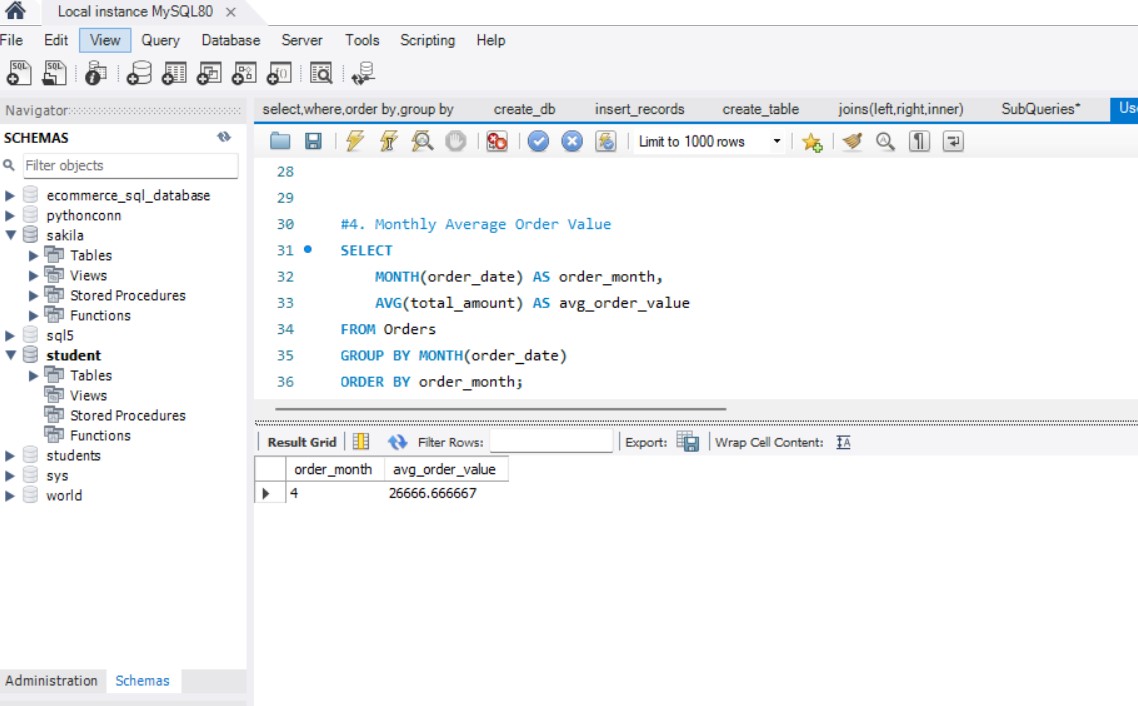 Local instance MySQL80
File Edit View Query Database Server Tools Scripting Help
SQL SQL
Navigator
SCHEMAS
Filter objects
ecommerce_sql_database
pythonconn
sakila
Tables
Views
Stored Procedures
Functions
sql5
student
Tables
Views
Stored Procedures
Functions
students
sys
world
Administration Schemas
select,where,order by,group by create_db insert_records create_table joins(left,right,inner) SubQueries* Use
Limit to 1000 rows
28
29
30 #4. Monthly Average Order Value
31 SELECT
32 MONTH(order_date) AS order_month,
33 AVG(total_amount) AS avg_order_value
34 FROM Orders
35 GROUP BY MONTH(order_date)
36 ORDER BY order_month;
Result Grid Filter Rows: Export: Wrap Cell Content:
order_month avg_order_value
4 26666.666667